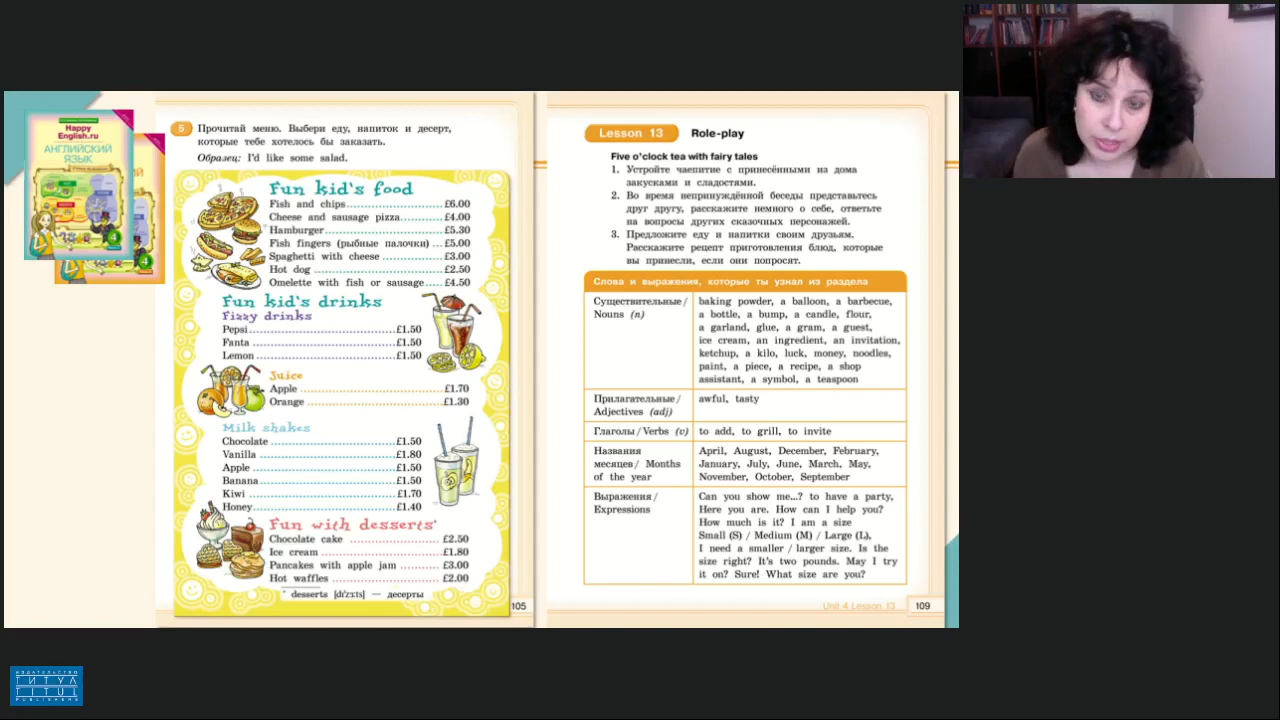 Happy
English.ru
АНГЛИЙСКИЙ
ЯЗЫК
4
4
5 Прочитай меню. Выбери еду, напиток и десерт,
которые тебе хотелось бы заказать.
Образец: I'd like some salad.
Fun kid's food
Fish and chips £6.00
Cheese and sausage pizza £4.00
Hamburger £5.30
Fish fingers (рыбные палочки) £5.00
Spaghetti with cheese £3.00
Hot dog £2.50
Omelette with fish or sausage £4.50
Fun kid's drinks
Fizzy drinks
Pepsi £1.50
Fanta £1.50
Lemon £1.50
Juice
Apple £1.70
Orange £1.30
Milk shakes
Chocolate £1.50
Vanilla £1.80
Apple £1.50
Banana £1.50
Kiwi £1.70
Honey £1.40
Fun with desserts*
Chocolate cake £2.50
Ice cream £1.80
Pancakes with apple jam £3.00
Hot waffles £2.00
* desserts [dɪ'zɜ:ts] — десерты
105
Lesson 13 Role-play
Five o'clock tea with fairy tales
1. Устройте чаепитие с принесёнными из дома
закусками и сладостями.
2. Во время непринуждённой беседы представьтесь
друг другу, расскажите немного о себе, ответьте
на вопросы других сказочных персонажей.
3. Предложите еду и напитки своим друзьям.
Расскажите рецепт приготовления блюд, которые
вы принесли, если они попросят.
Слова и выражения, которые ты узнал из раздела
Существительные /
Nouns (n)
baking powder, a balloon, a barbecue,
a bottle, a bump, a candle, flour,
a garland, glue, a gram, a guest,
ice cream, an ingredient, an invitation,
ketchup, a kilo, luck, money, noodles,
paint, a piece, a recipe, a shop
assistant, a symbol, a teaspoon
Прилагательные /
Adjectives (adj)
awful, tasty
Глаголы / Verbs (v)
to add, to grill, to invite
Названия
месяцев / Months
of the year
April, August, December, February,
January, July, June, March, May,
November, October, September
Выражения /
Expressions
Can you show me...? to have a party,
Here you are. How can I help you?
How much is it? I am a size
Small (S) / Medium (M) / Large (L),
I need a smaller / larger size. Is the
size right? It's two pounds. May I try
it on? Sure! What size are you?
Unit 4 Lesson 13 109
ИЗДАТЕЛЬСТВО
ТИТУЛ
TITUL
PUBLISHERS